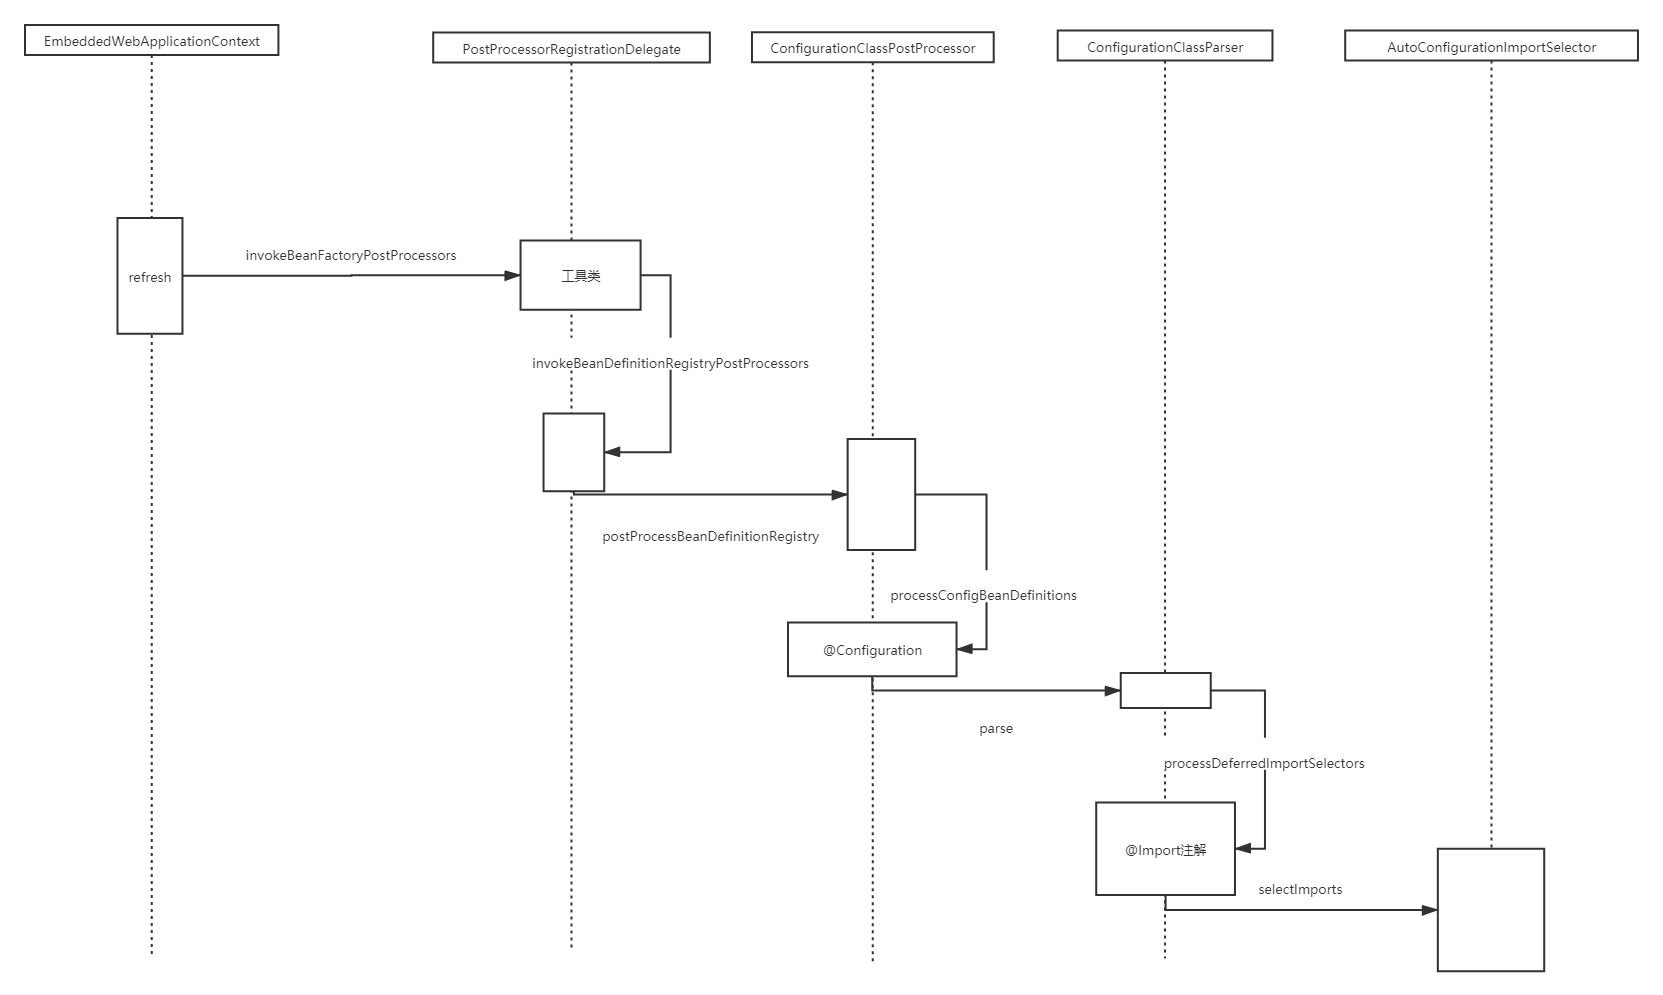 EmbeddedWebApplicationContext
PostProcessorRegistrationDelegate
ConfigurationClassPostProcessor
ConfigurationClassParser
AutoConfigurationImportSelector
refresh
invokeBeanFactoryPostProcessors
工具类
invokeBeanDefinitionRegistryPostProcessors
postProcessBeanDefinitionRegistry
processConfigBeanDefinitions
@Configuration
parse
processDeferredImportSelectors
@Import注解
selectImports